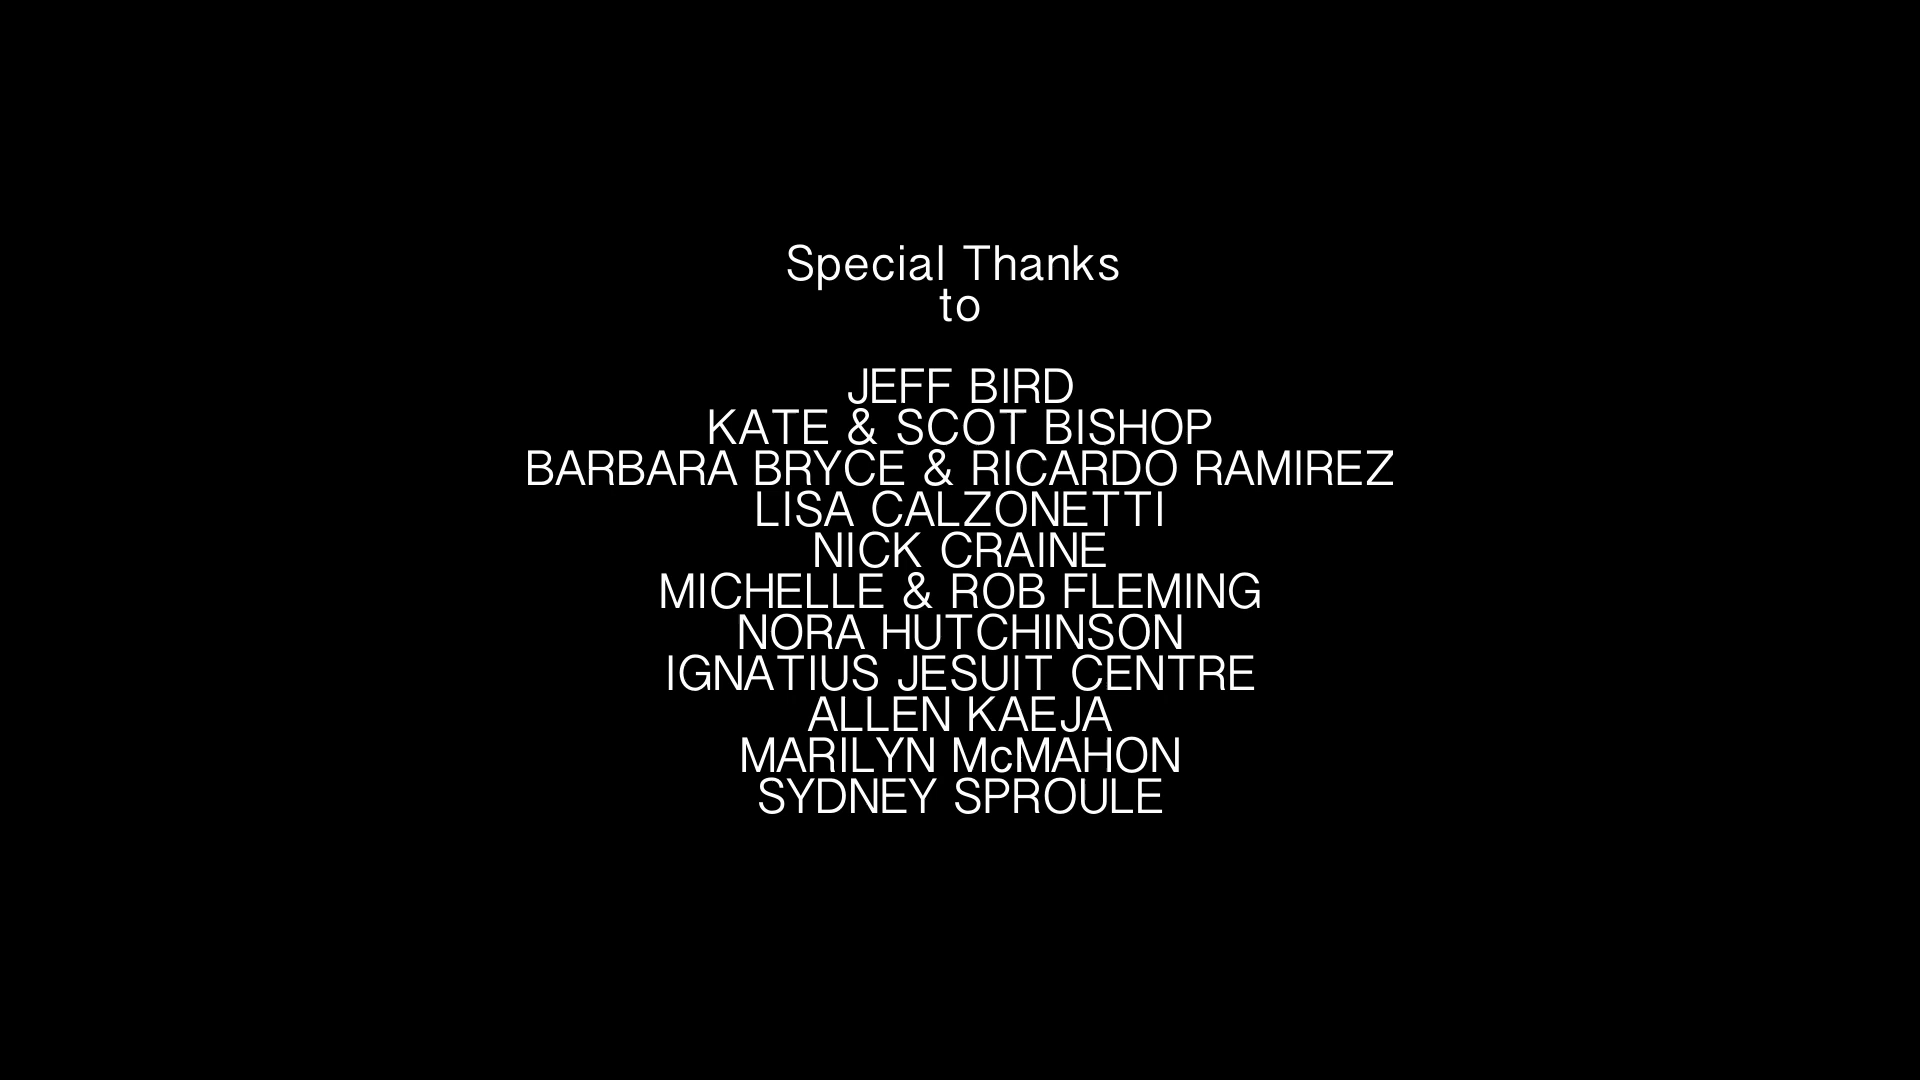 Special Thanks
to
JEFF BIRD
KATE & SCOT BISHOP
BARBARA BRYCE & RICARDO RAMIREZ
LISA CALZONETTI
NICK CRAINE
MICHELLE & ROB FLEMING
NORA HUTCHINSON
IGNATIUS JESUIT CENTRE
ALLEN KAEJA
MARILYN McMAHON
SYDNEY SPROULE